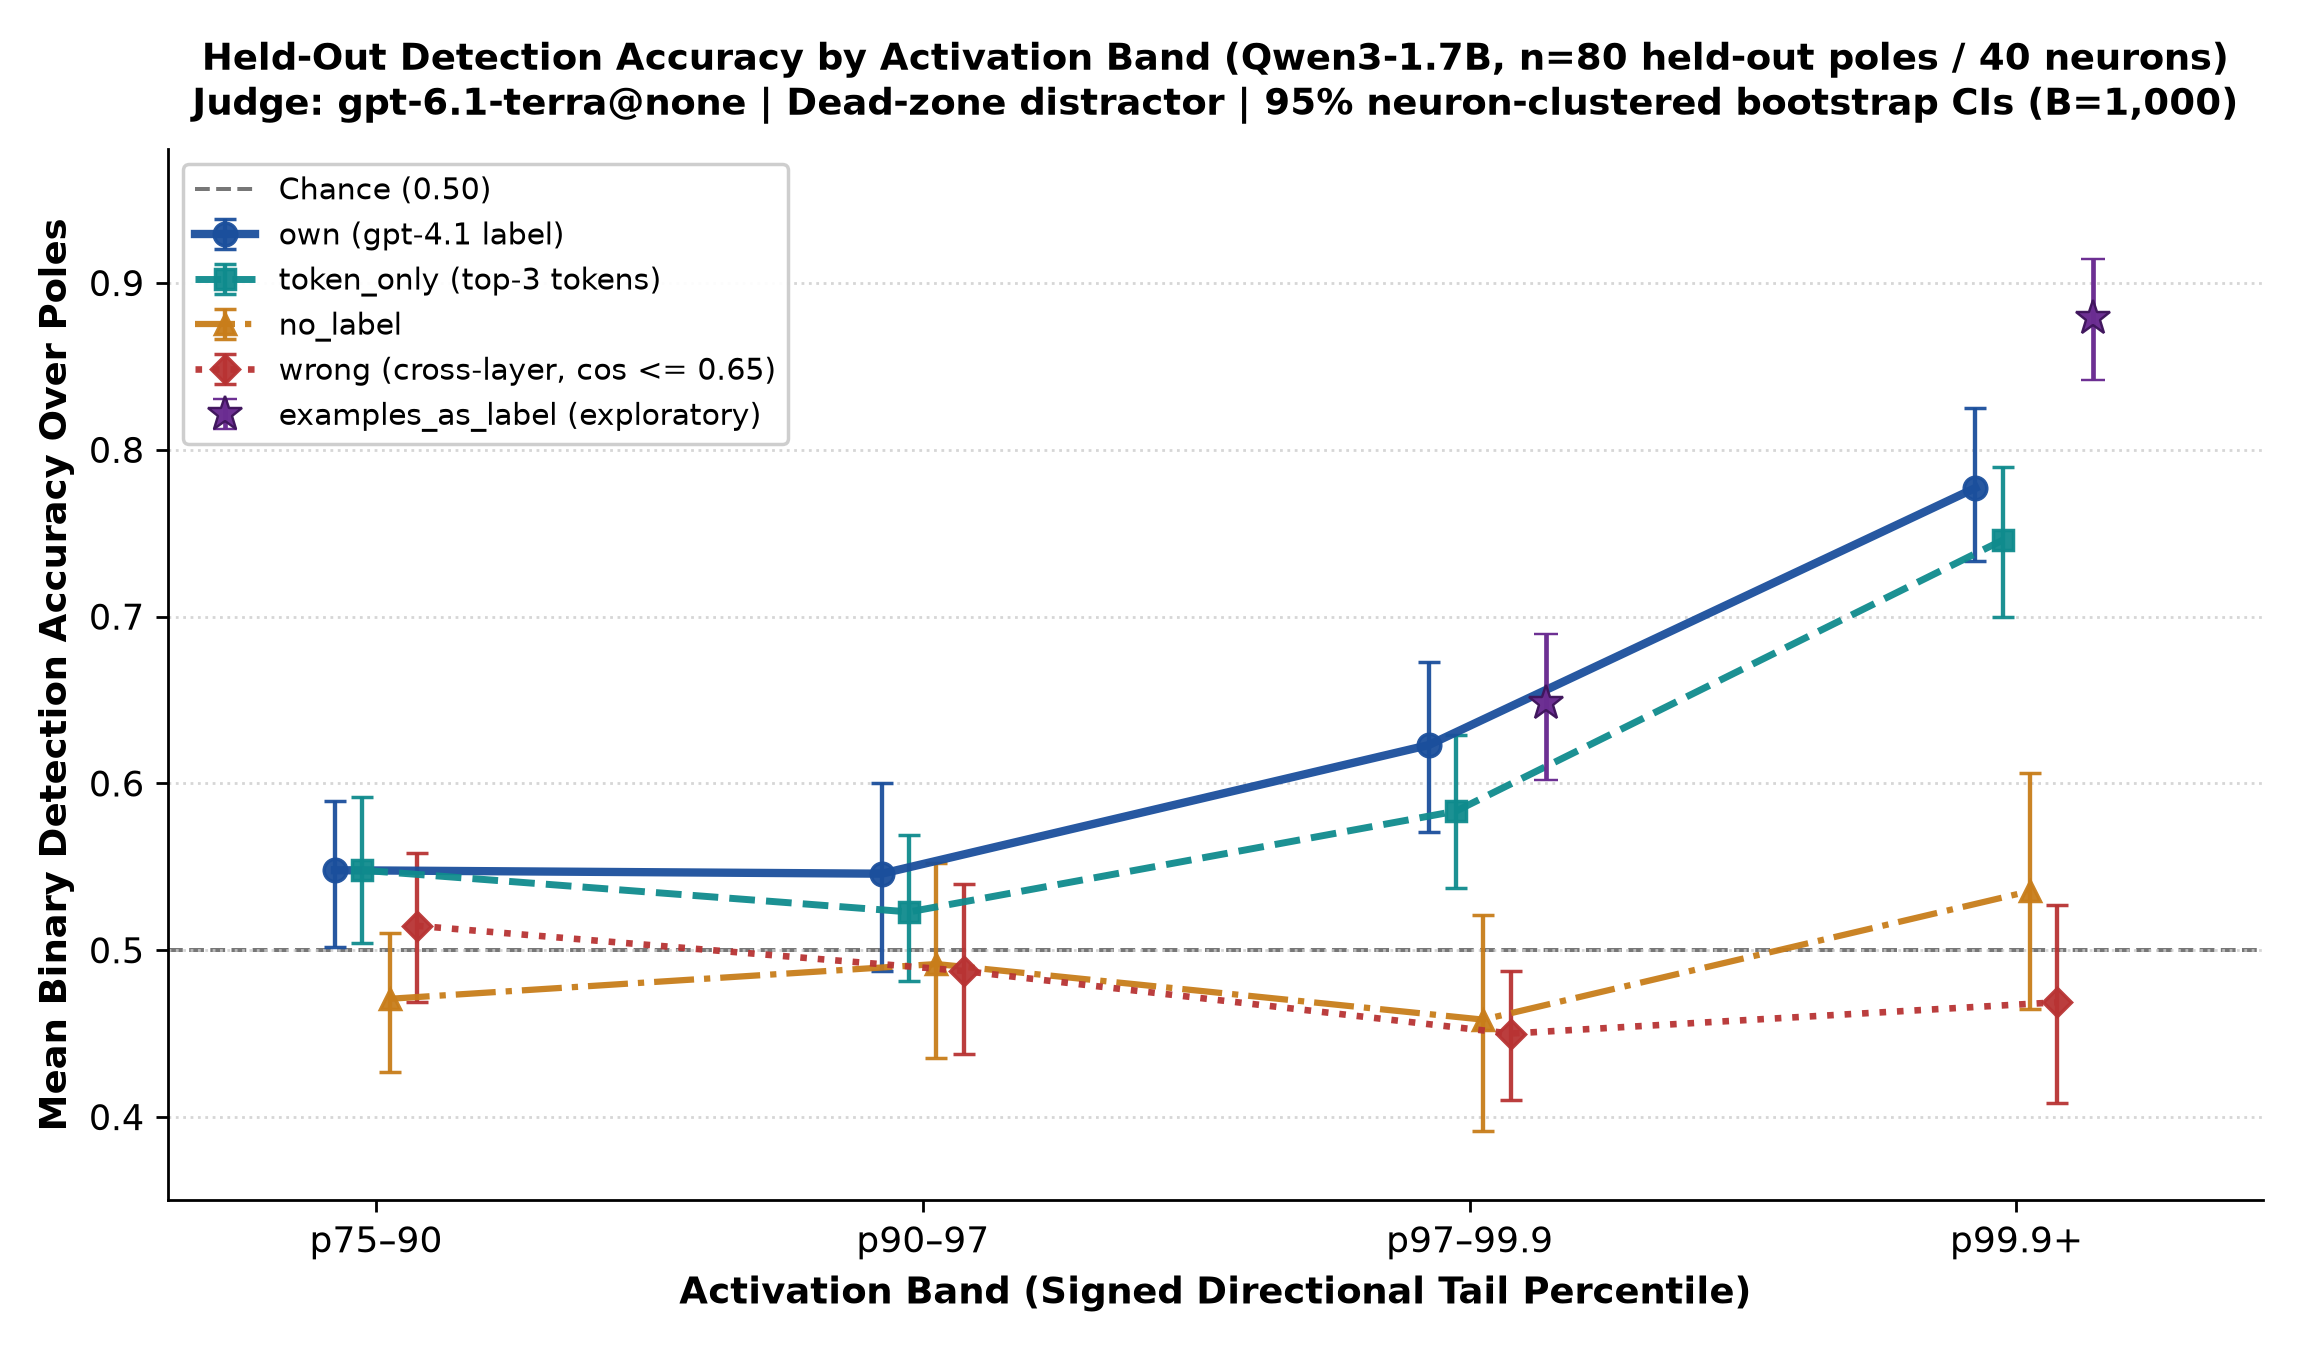 Held-Out Detection Accuracy by Activation Band (Qwen3-1.7B, n=80 held-out poles / 40 neurons)
Judge: gpt-6.1-terra@none | Dead-zone distractor | 95% neuron-clustered bootstrap CIs (B=1,000)
Chance (0.50)
own (gpt-4.1 label)
token_only (top-3 tokens)
no_label
wrong (cross-layer, cos <= 0.65)
examples_as_label (exploratory)
Mean Binary Detection Accuracy Over Poles
0.9
0.8
0.7
0.6
0.5
0.4
p75–90 p90–97 p97–99.9 p99.9+
Activation Band (Signed Directional Tail Percentile)